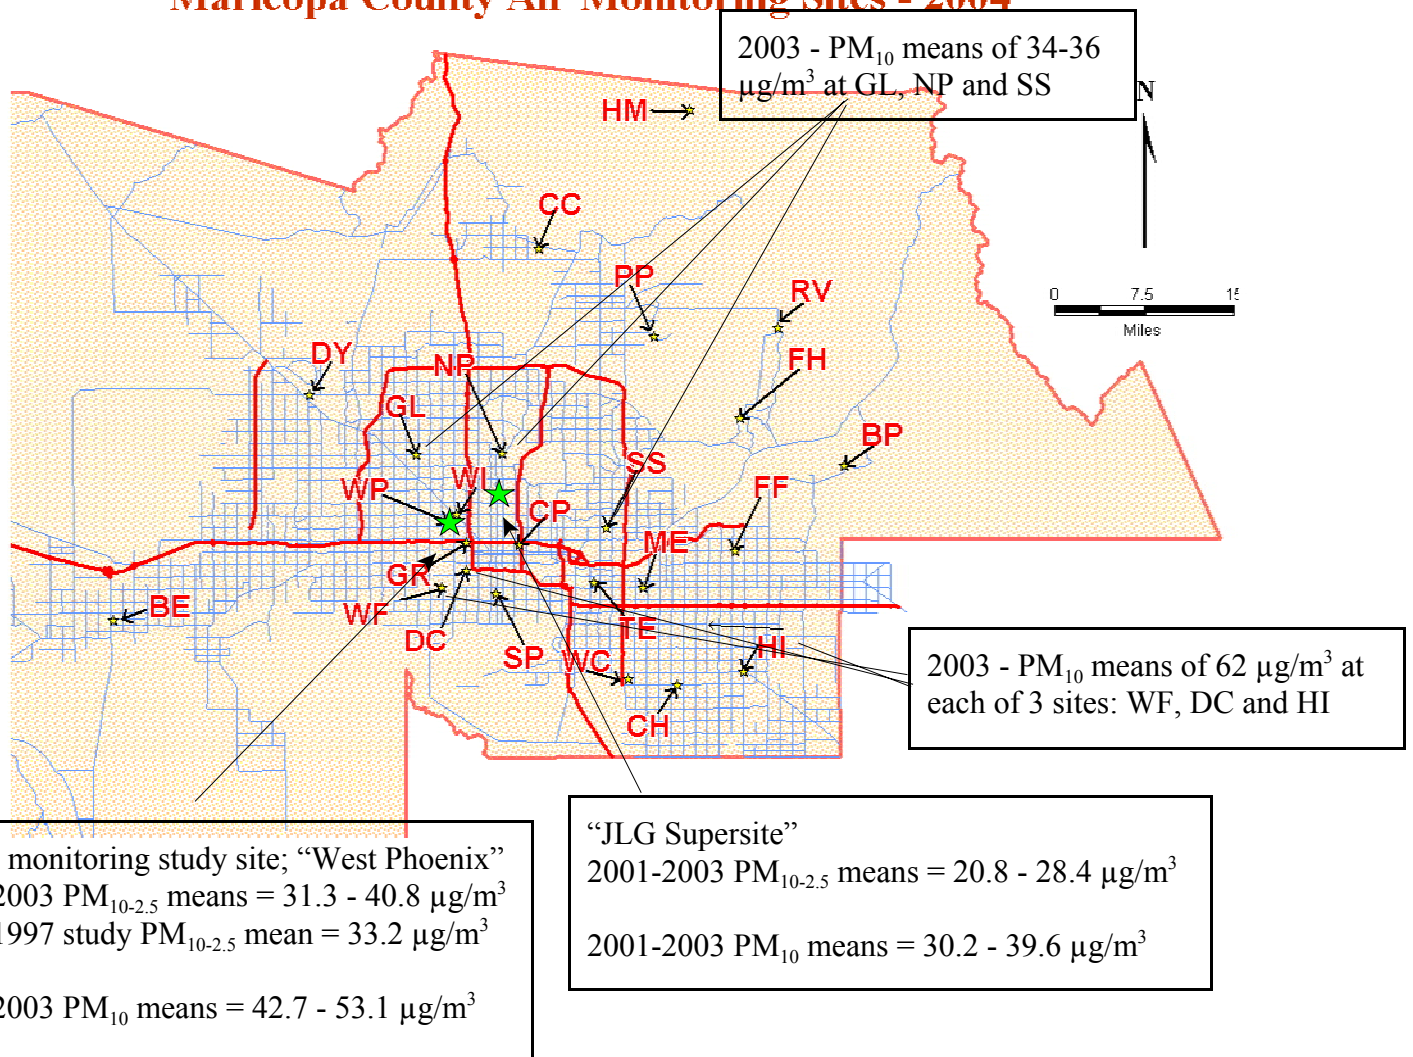 Maricopa County Air Monitoring Sites - 2004
2003 - PM10 means of 34-36
µg/m3 at GL, NP and SS
N
HM
CC
PP
RV
0 7.5 15
Miles
DY
NP
FH
GL
BP
SS
WP
WI
FF
CP
ME
GR
BE
WF
DC
TE
SP
WC
HI
CH
2003 - PM10 means of 62 µg/m3 at
each of 3 sites: WF, DC and HI
monitoring study site; “West Phoenix”
2003 PM10-2.5 means = 31.3 - 40.8 µg/m3
1997 study PM10-2.5 mean = 33.2 µg/m3
2003 PM10 means = 42.7 - 53.1 µg/m3
“JLG Supersite”
2001-2003 PM10-2.5 means = 20.8 - 28.4 µg/m3
2001-2003 PM10 means = 30.2 - 39.6 µg/m3